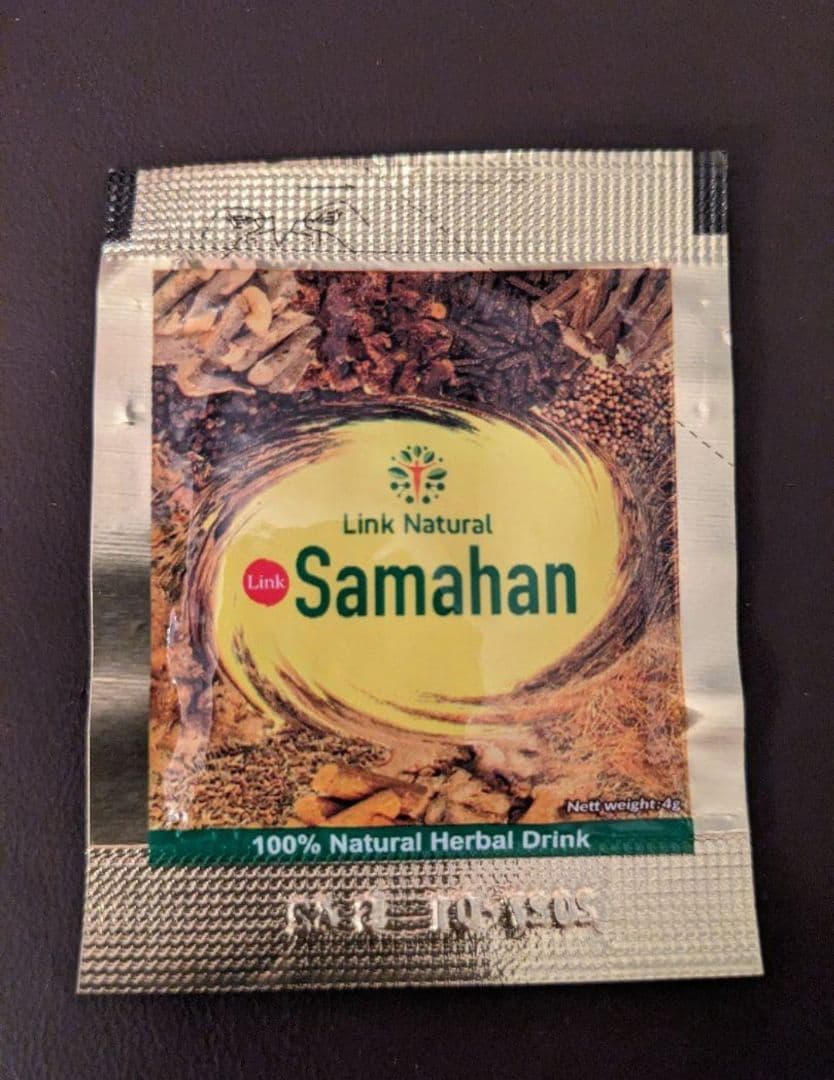 Link Natural
Link Samahan
Nett weight: 4g
100% Natural Herbal Drink